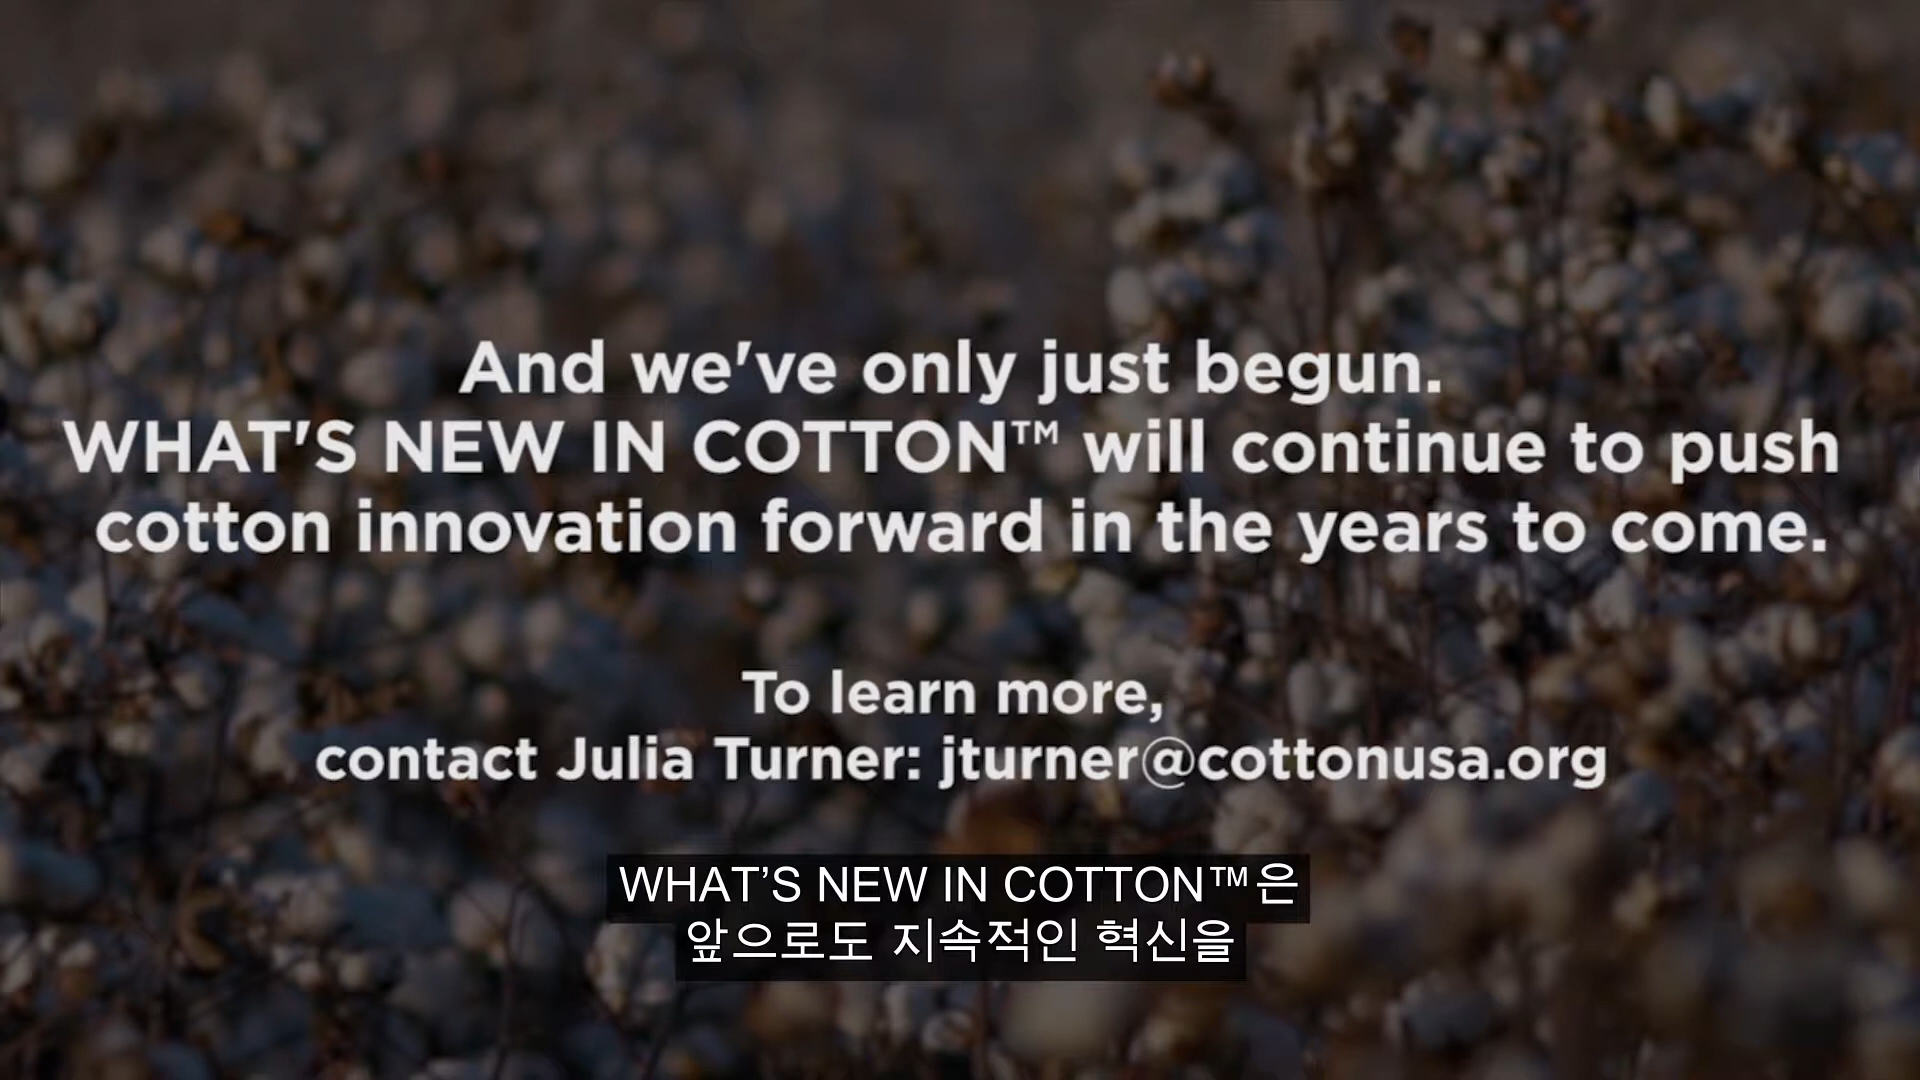 And we've only just begun.
WHAT'S NEW IN COTTON™ will continue to push
cotton innovation forward in the years to come.
To learn more,
contact Julia Turner: jturner@cottonusa.org
WHAT’S NEW IN COTTON™은
앞으로도 지속적인 혁신을